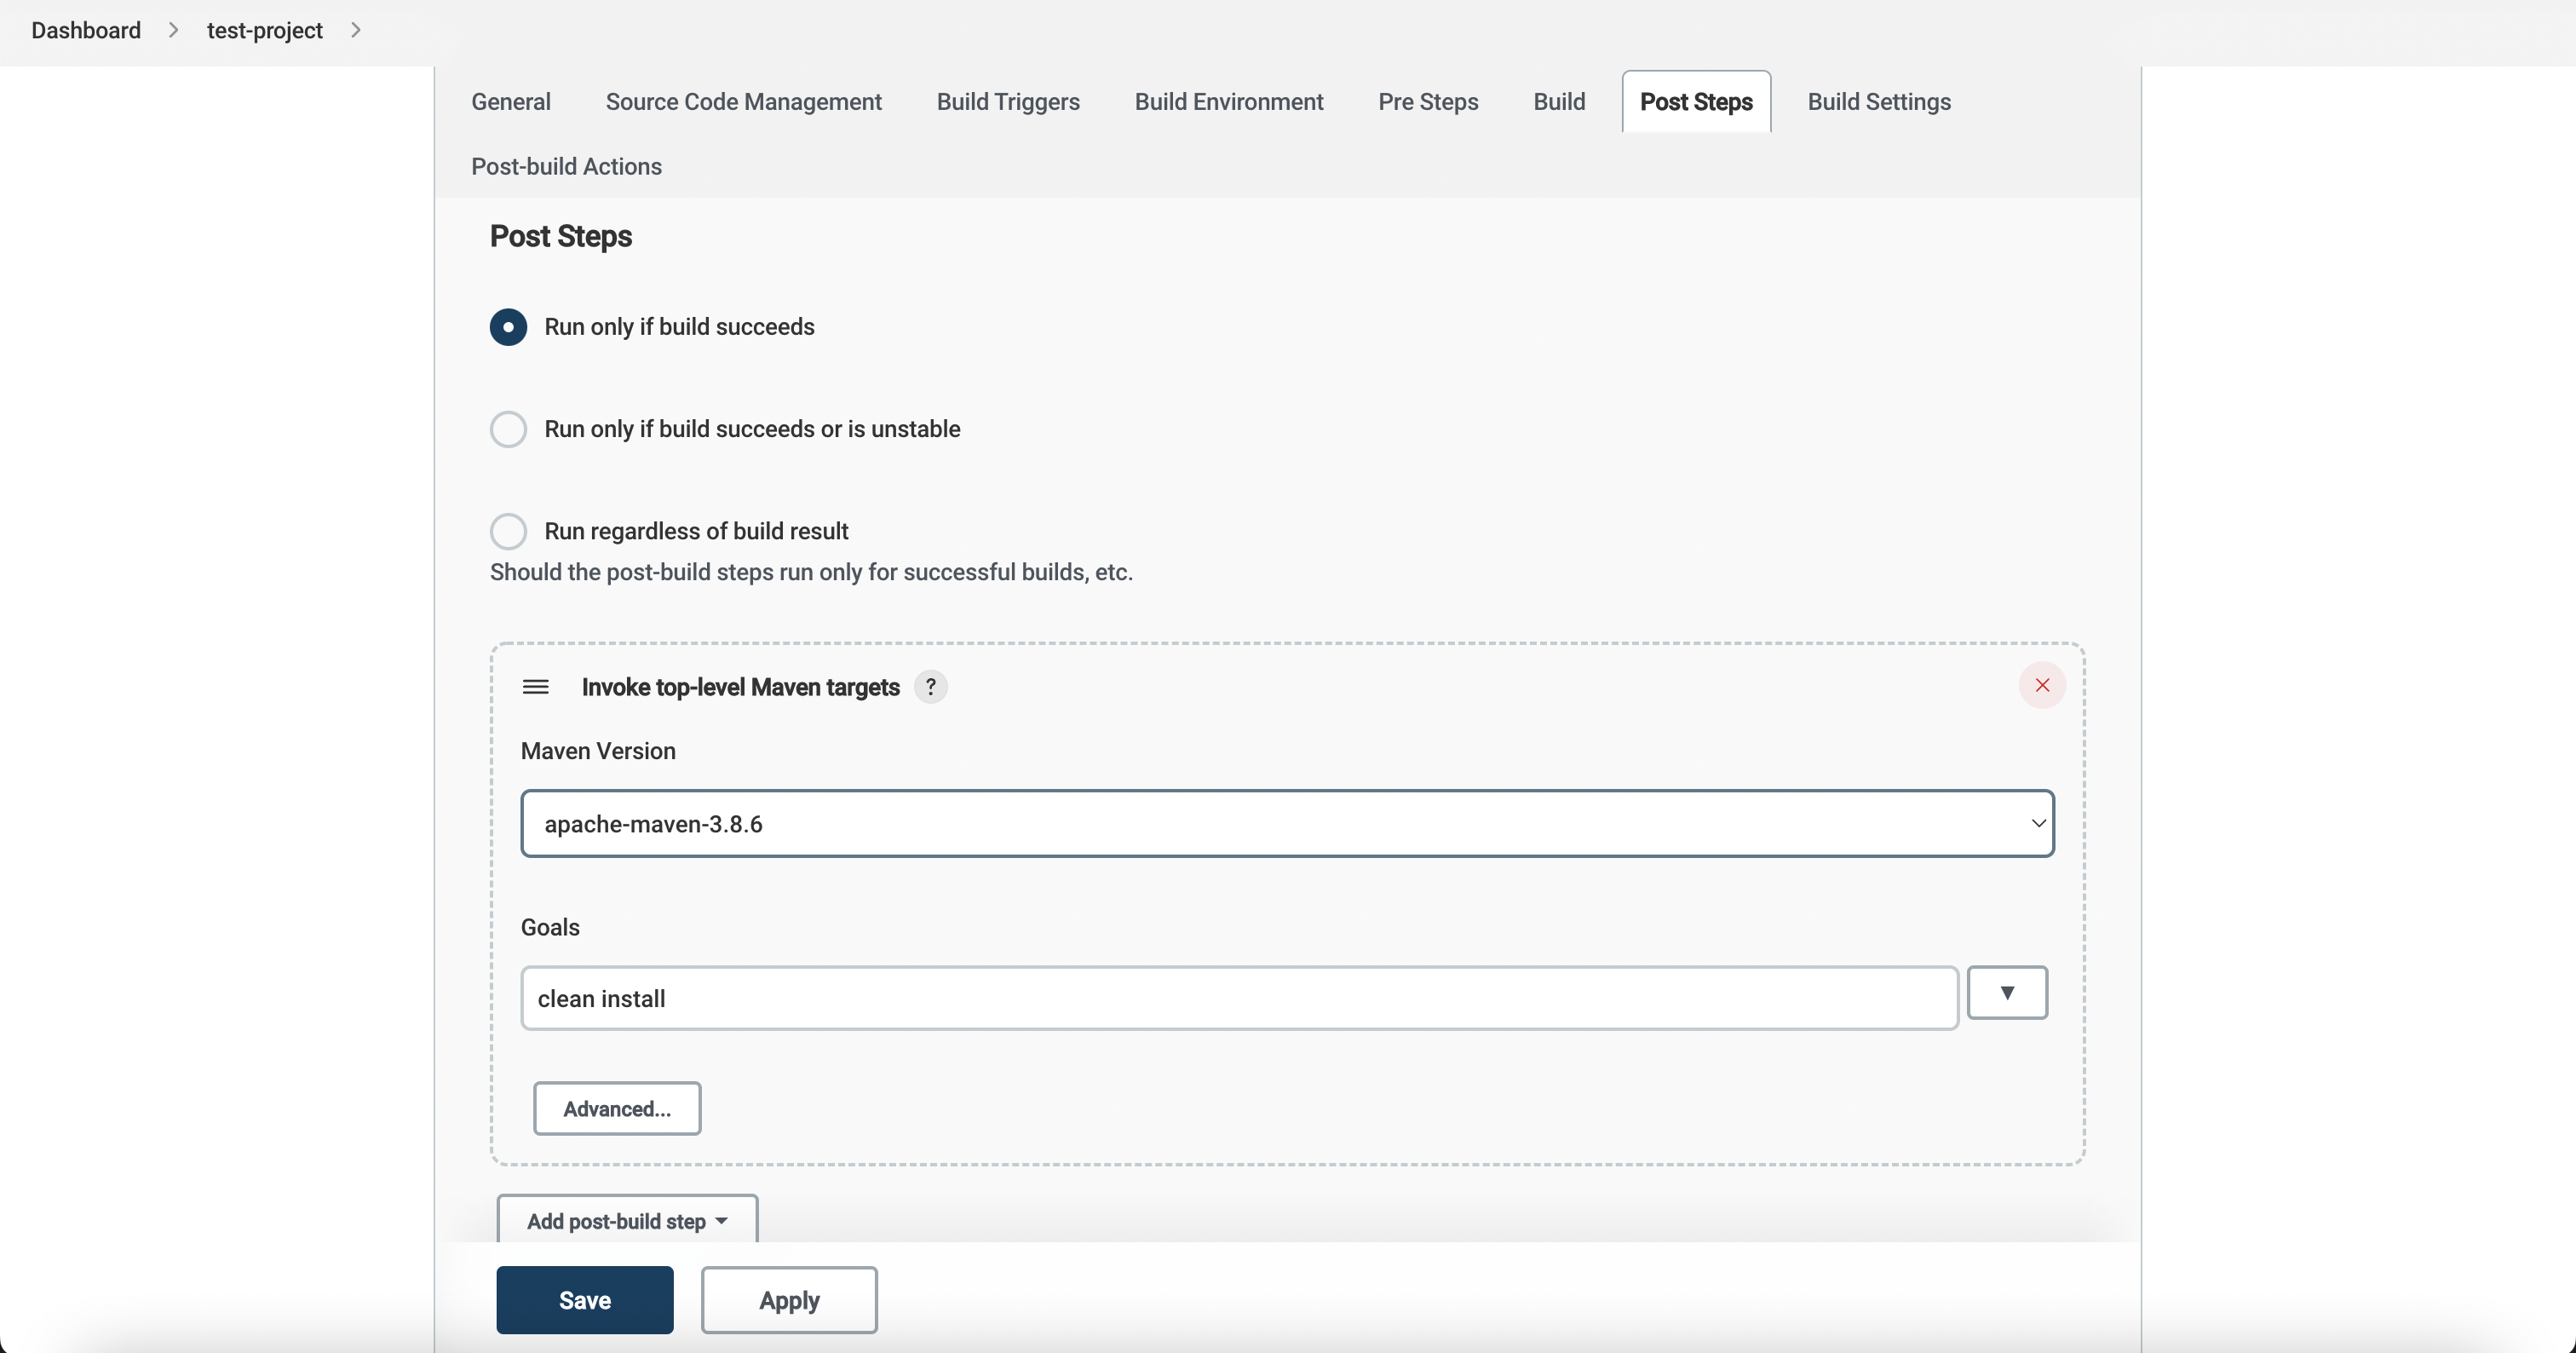 Dashboard > test-project >
General Source Code Management Build Triggers Build Environment Pre Steps Build Post Steps Build Settings
Post-build Actions
Post Steps
Run only if build succeeds
Run only if build succeeds or is unstable
Run regardless of build result
Should the post-build steps run only for successful builds, etc.
Invoke top-level Maven targets ?
Maven Version
apache-maven-3.8.6
Goals
clean install
Advanced...
Add post-build step
Save Apply